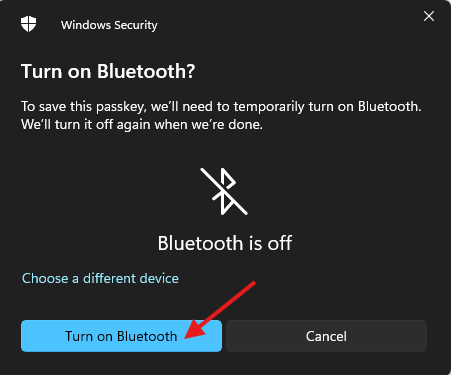 Windows Security
Turn on Bluetooth?
To save this passkey, we’ll need to temporarily turn on Bluetooth.
We’ll turn it off again when we’re done.
Bluetooth is off
Choose a different device
Turn on Bluetooth
Cancel